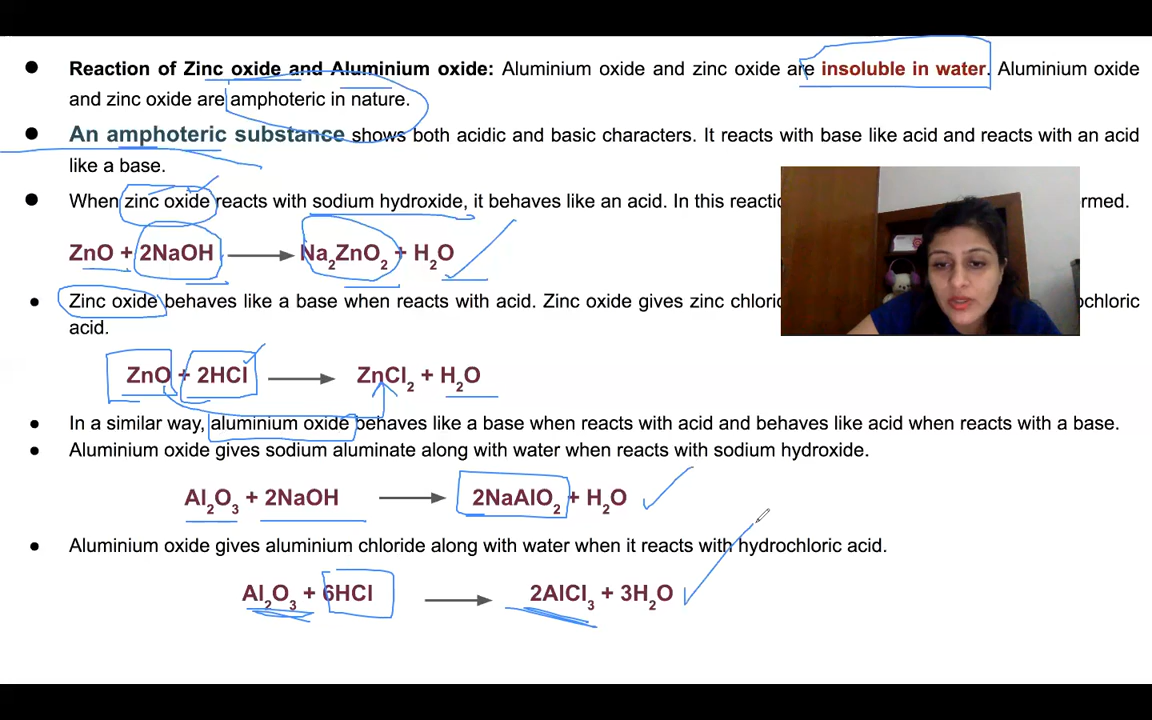 Reaction of Zinc oxide and Aluminium oxide: Aluminium oxide and zinc oxide are insoluble in water. Aluminium oxide
and zinc oxide are amphoteric in nature.
An amphoteric substance shows both acidic and basic characters. It reacts with base like acid and reacts with an acid
like a base.
When zinc oxide reacts with sodium hydroxide, it behaves like an acid. In this
ZnO + 2NaOH → Na₂ZnO₂ + H₂O
Zinc oxide behaves like a base when reacts with acid. Zinc oxide gives zinc
acid.
ZnO + 2HCl → ZnCl₂ + H₂O
In a similar way, aluminium oxide behaves like a base when reacts with acid and behaves like acid when reacts with a base.
Aluminium oxide gives sodium aluminate along with water when reacts with sodium hydroxide.
Al₂O₃ + 2NaOH → 2NaAlO₂ + H₂O
Aluminium oxide gives aluminium chloride along with water when it reacts with hydrochloric acid.
Al₂O₃ + 6HCl → 2AlCl₃ + 3H₂O